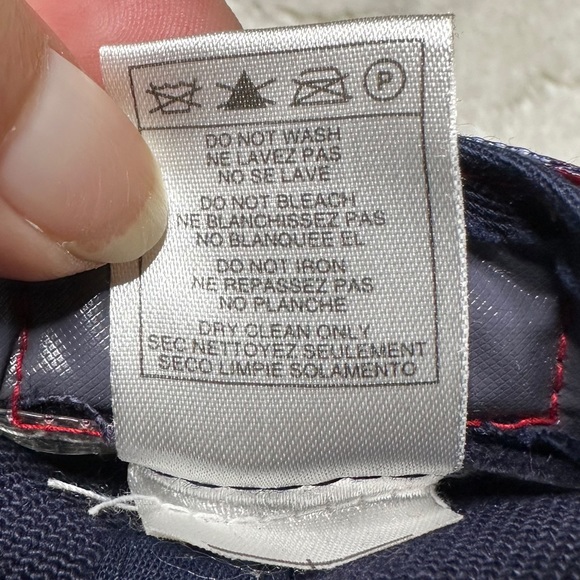 P
DO NOT WASH
NE LAVEZ PAS
NO SE LAVE
DO NOT BLEACH
NE BLANCHISSEZ PAS
NO BLANQUEE EL
DO NOT IRON
NE REPASSEZ PAS
NO PLANCHE
DRY CLEAN ONLY
SEC NETTOYEZ SEULEMENT
SECO LIMPIE SOLAMENTO